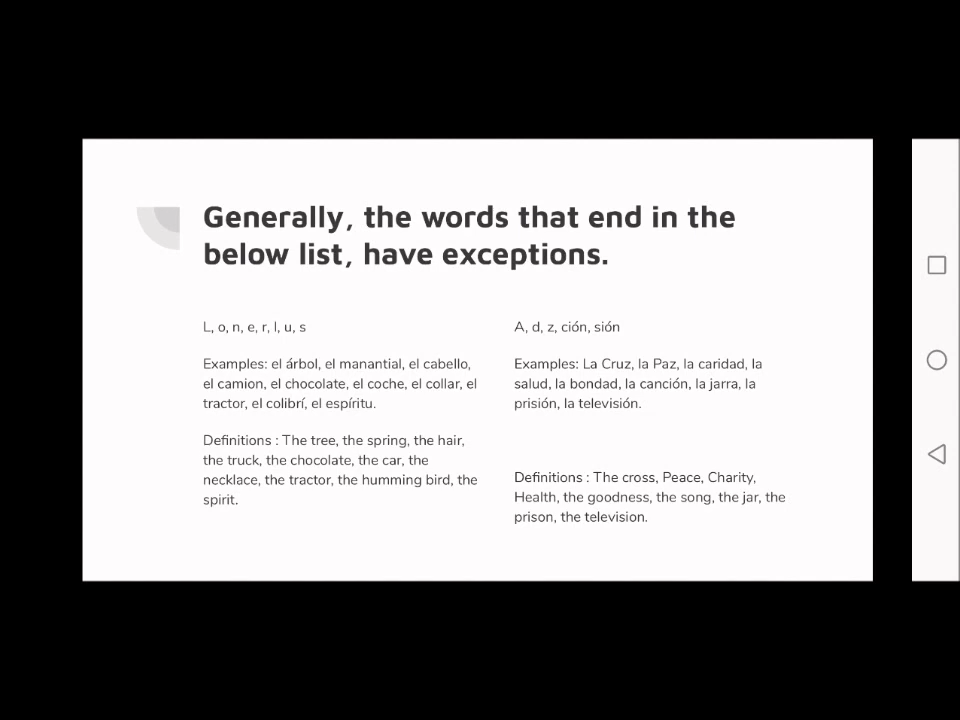 Generally, the words that end in the
below list, have exceptions.
L, o, n, e, r, l, u, s
Examples: el árbol, el manantial, el cabello,
el camion, el chocolate, el coche, el collar, el
tractor, el colibrí, el espíritu.
Definitions : The tree, the spring, the hair,
the truck, the chocolate, the car, the
necklace, the tractor, the humming bird, the
spirit.
A, d, z, ción, sión
Examples: La Cruz, la Paz, la caridad, la
salud, la bondad, la canción, la jarra, la
prisión, la televisión.
Definitions : The cross, Peace, Charity,
Health, the goodness, the song, the jar, the
prison, the television.